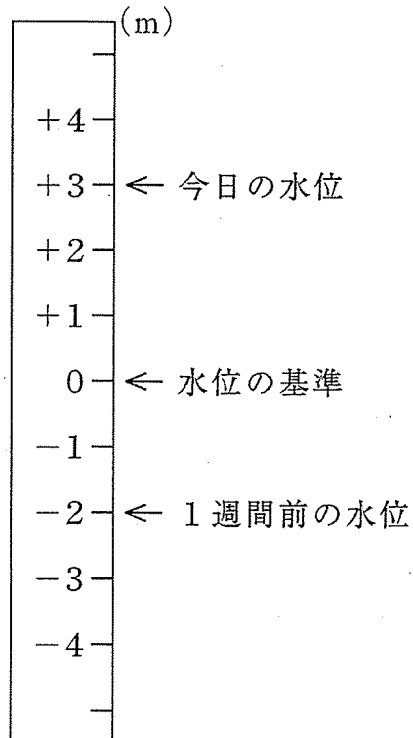 (m)
+4
+3 ← 今日の水位
+2
+1
0 ← 水位の基準
-1
-2 ← 1週間前の水位
-3
-4